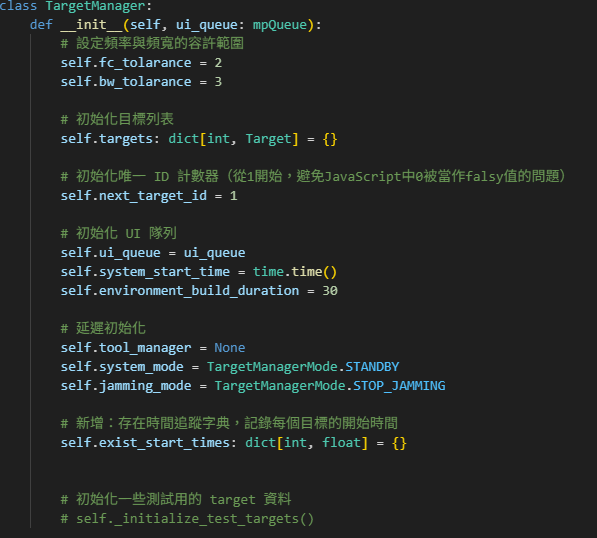 class TargetManager:
    def __init__(self, ui_queue: mpQueue):
        # 設定頻率與頻寬的容許範圍
        self.fc_tolarance = 2
        self.bw_tolarance = 3
        # 初始化目標列表
        self.targets: dict[int, Target] = {}
        # 初始化唯一 ID 計數器（從1開始，避免JavaScript中0被當作falsy值的問題）
        self.next_target_id = 1
        # 初始化 UI 隊列
        self.ui_queue = ui_queue
        self.system_start_time = time.time()
        self.environment_build_duration = 30
        # 延遲初始化
        self.tool_manager = None
        self.system_mode = TargetManagerMode.STANDBY
        self.jamming_mode = TargetManagerMode.STOP_JAMMING
        # 新增：存在時間追蹤字典，記錄每個目標的開始時間
        self.exist_start_times: dict[int, float] = {}
        # 初始化一些測試用的 target 資料
        # self._initialize_test_targets()